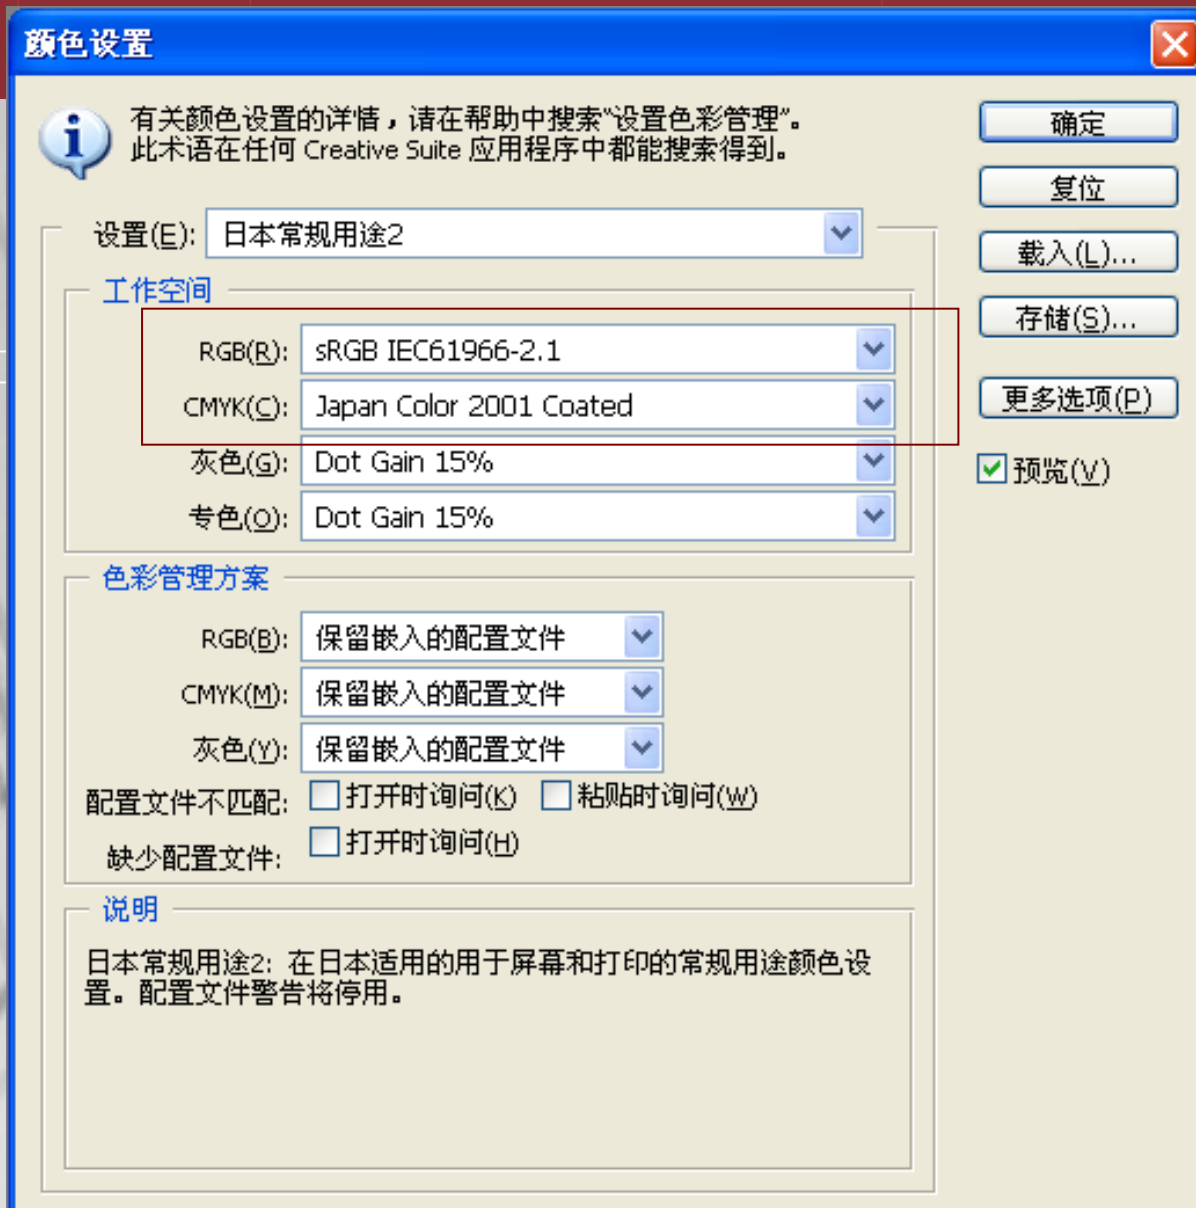 颜色设置
有关颜色设置的详情，请在帮助中搜索“设置色彩管理”。
此术语在任何 Creative Suite 应用程序中都能搜索得到。
确定
复位
载入(L)...
存储(S)...
更多选项(P)
预览(V)
设置(E): 日本常规用途2
工作空间
RGB(R): sRGB IEC61966-2.1
CMYK(C): Japan Color 2001 Coated
灰色(G): Dot Gain 15%
专色(O): Dot Gain 15%
色彩管理方案
RGB(B): 保留嵌入的配置文件
CMYK(M): 保留嵌入的配置文件
灰色(Y): 保留嵌入的配置文件
配置文件不匹配: 打开时询问(K) 粘贴时询问(W)
缺少配置文件: 打开时询问(H)
说明
日本常规用途2: 在日本适用的用于屏幕和打印的常规用途颜色设
置。配置文件警告将停用。